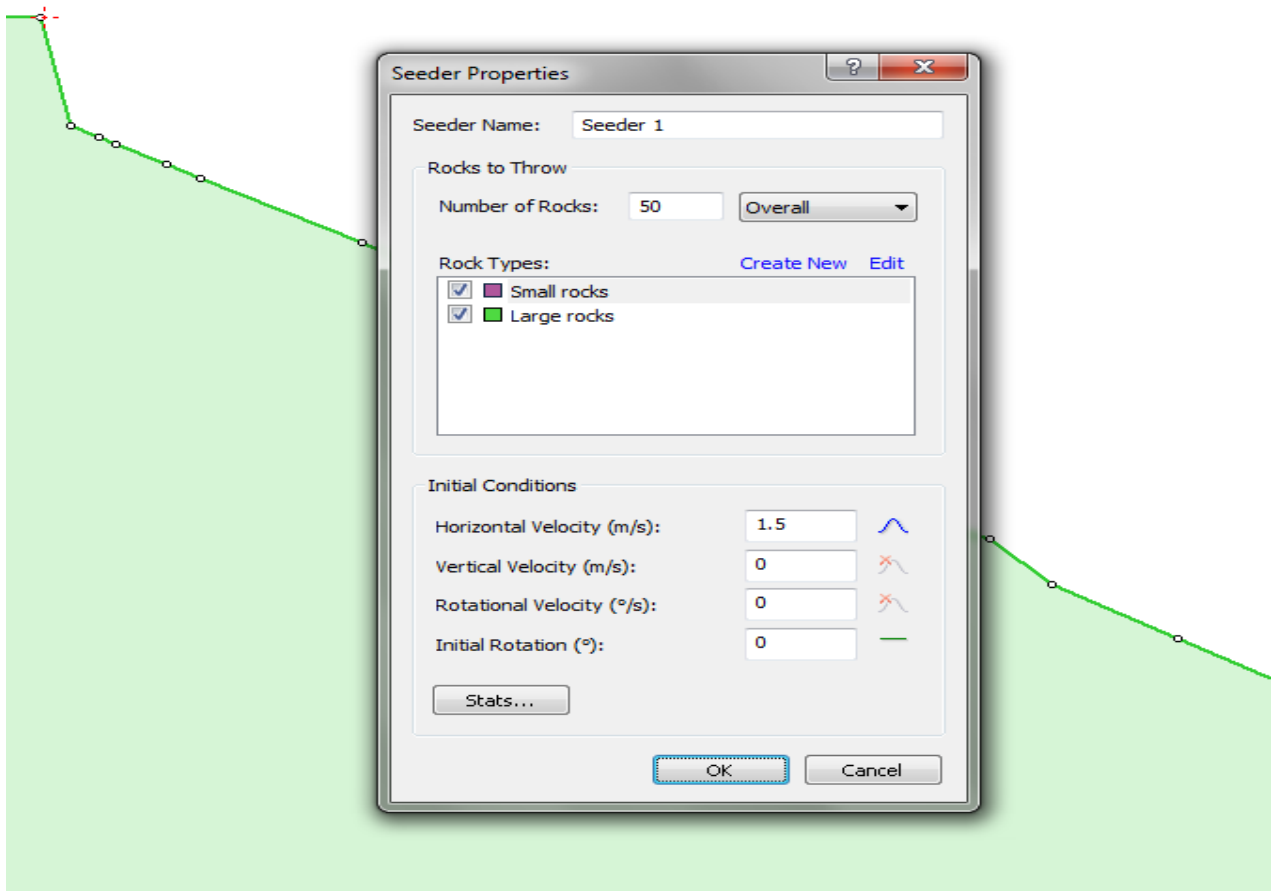 Seeder Properties
Seeder Name: Seeder 1
Rocks to Throw
Number of Rocks: 50 Overall
Rock Types: Create New Edit
Small rocks
Large rocks
Initial Conditions
Horizontal Velocity (m/s): 1.5
Vertical Velocity (m/s): 0
Rotational Velocity (°/s): 0
Initial Rotation (°): 0
Stats...
OK Cancel